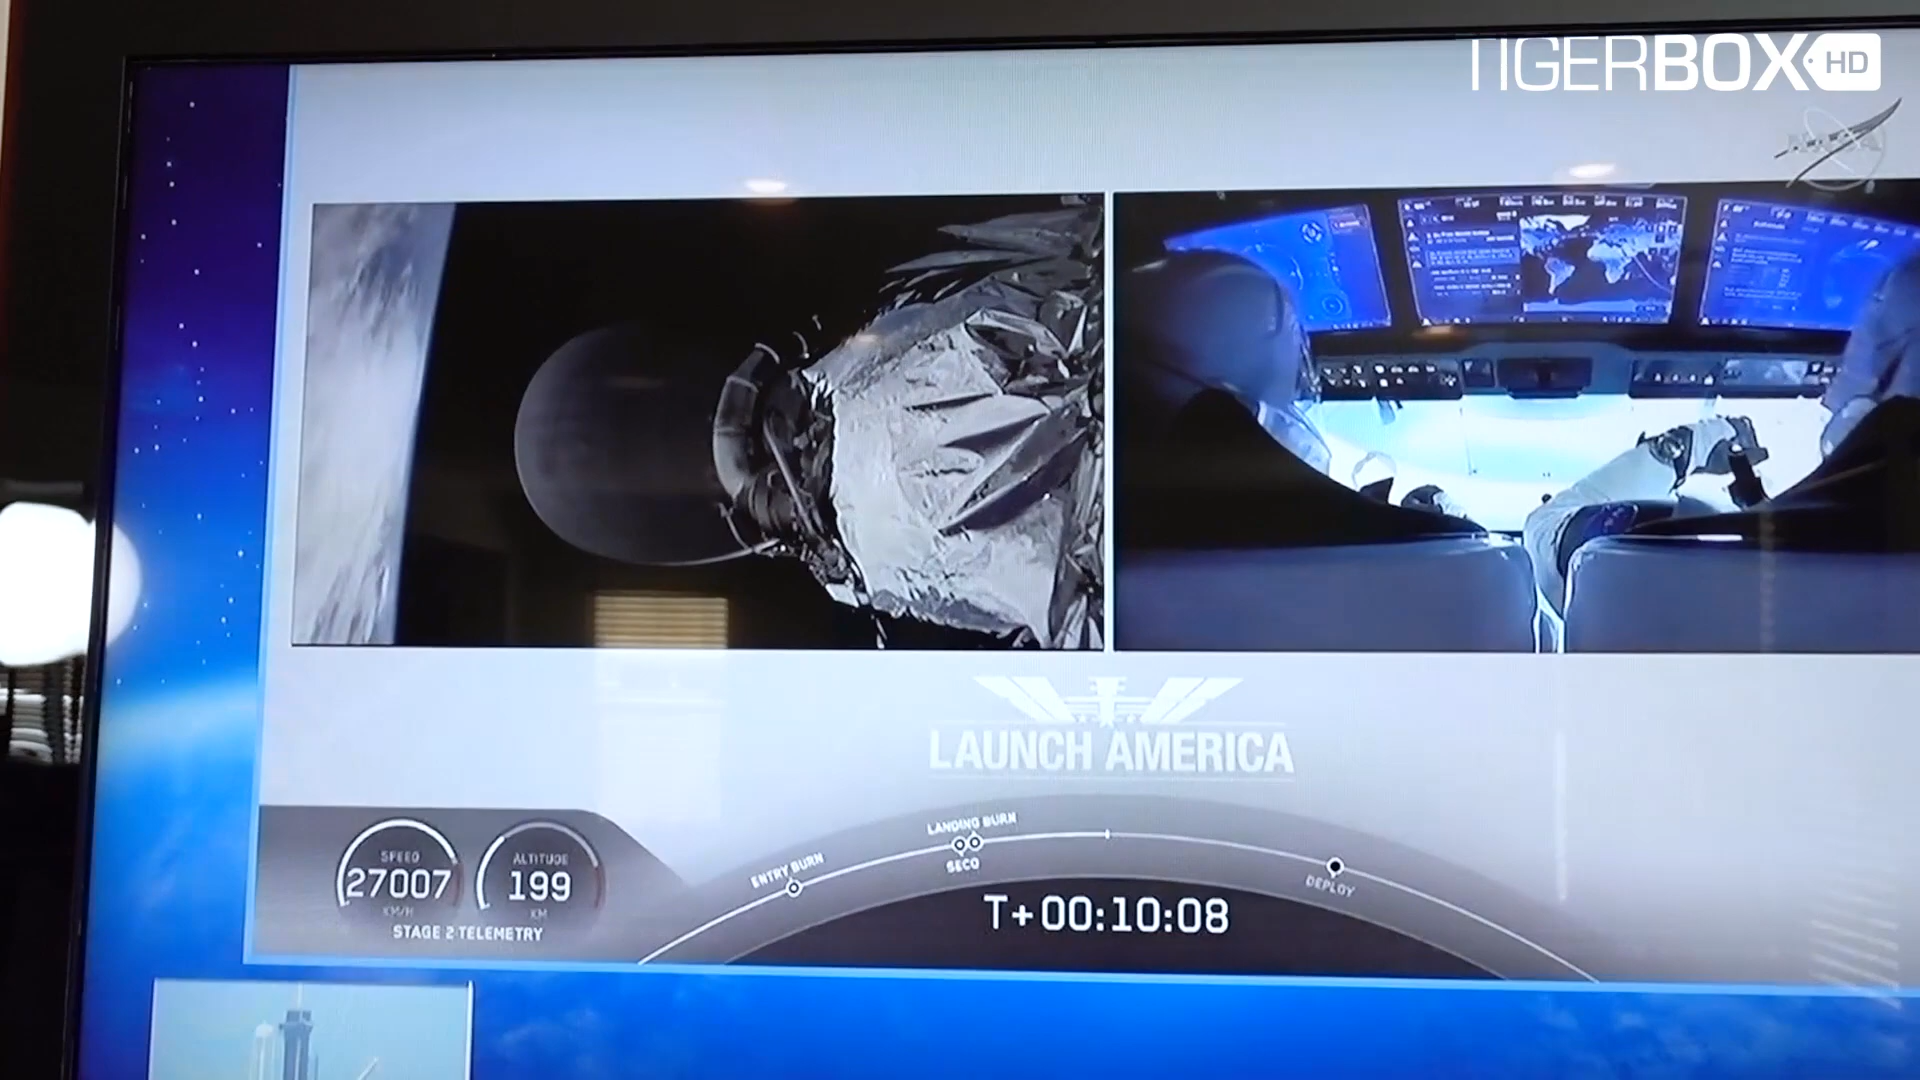 TIGERBOX HD
NASA
LAUNCH AMERICA
LANDING BURN
ENTRY BURN
SECO
DEPLOY
SPEED
27007
KM/H
ALTITUDE
199
KM
STAGE 2 TELEMETRY
T+00:10:08